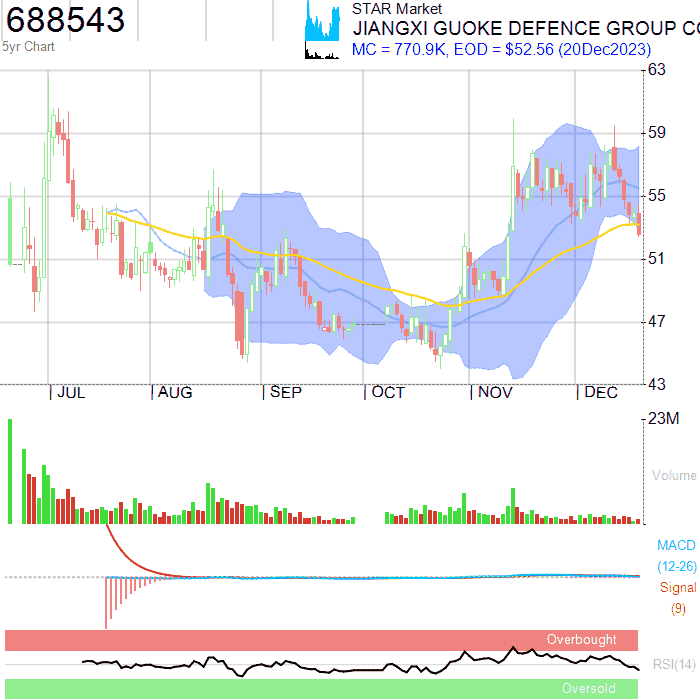 688543
STAR Market
JIANGXI GUOKE DEFENCE GROUP CO
5yr Chart
MC = 770.9K, EOD = $52.56 (20Dec2023)
63
59
55
51
47
43
JUL AUG SEP OCT NOV DEC
23M
Volume
MACD
(12-26)
Signal
(9)
Overbought
RSI(14)
Oversold